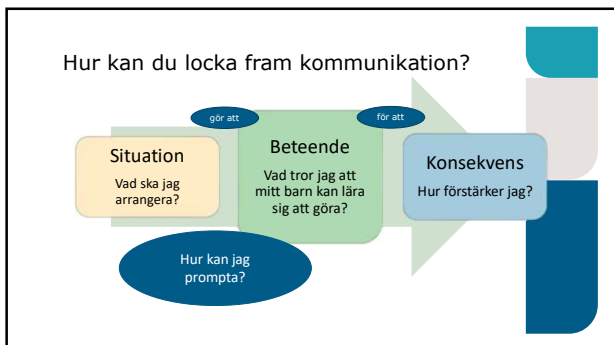 Hur kan du locka fram kommunikation?
gör att
för att
Situation
Vad ska jag
arrangera?
Beteende
Vad tror jag att
mitt barn kan lära
sig att göra?
Konsekvens
Hur förstärker jag?
Hur kan jag
prompta?